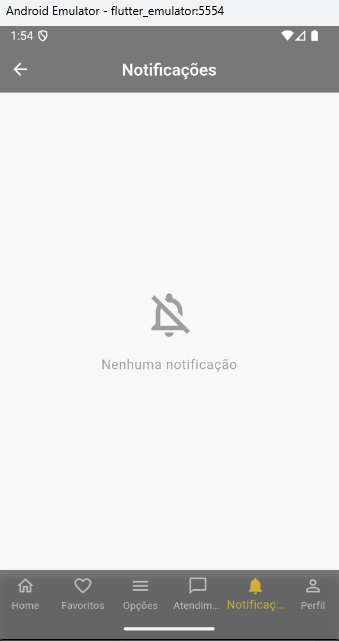 Android Emulator - flutter_emulator:5554
1:54
Notificações
Nenhuma notificação
Home Favoritos Opções Atendim... Notificaç... Perfil